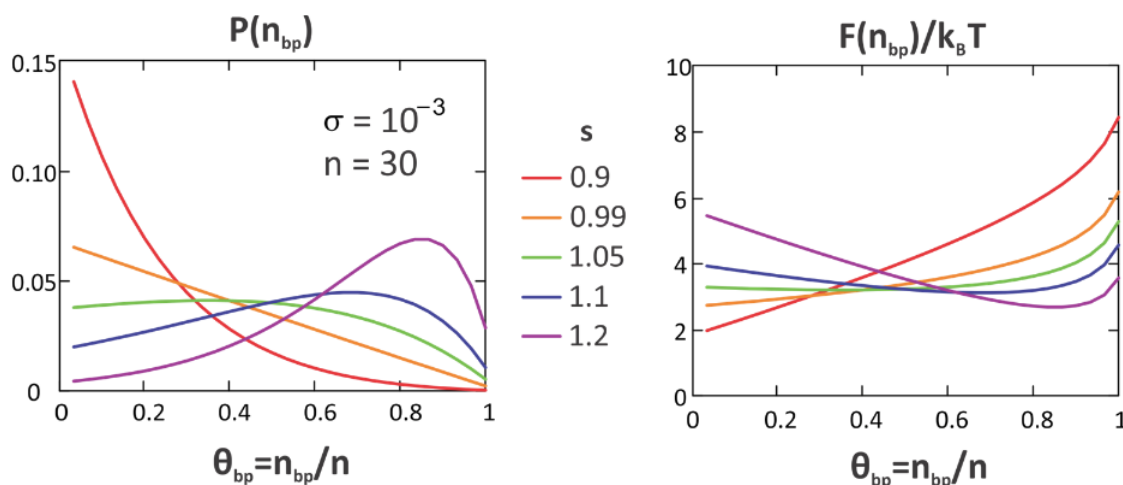 P(n_bp)
0.15
0.10
0.05
0
0 0.2 0.4 0.6 0.8 1
σ = 10⁻³
n = 30
θ_bp=n_bp/n
s
0.9
0.99
1.05
1.1
1.2
F(n_bp)/k_BT
10
8
6
4
2
0
0 0.2 0.4 0.6 0.8 1
θ_bp=n_bp/n